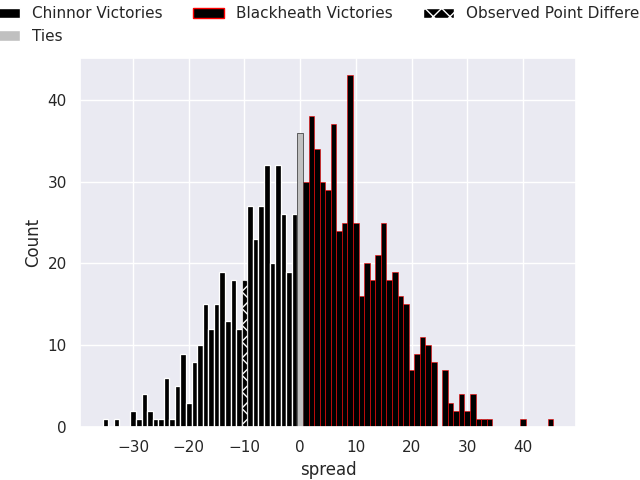 Chinnor Victories
Blackheath Victories
Observed Point Differe
Ties
40
30
20
10
0
Count
−30
−20
−10
0
10
20
30
40
spread